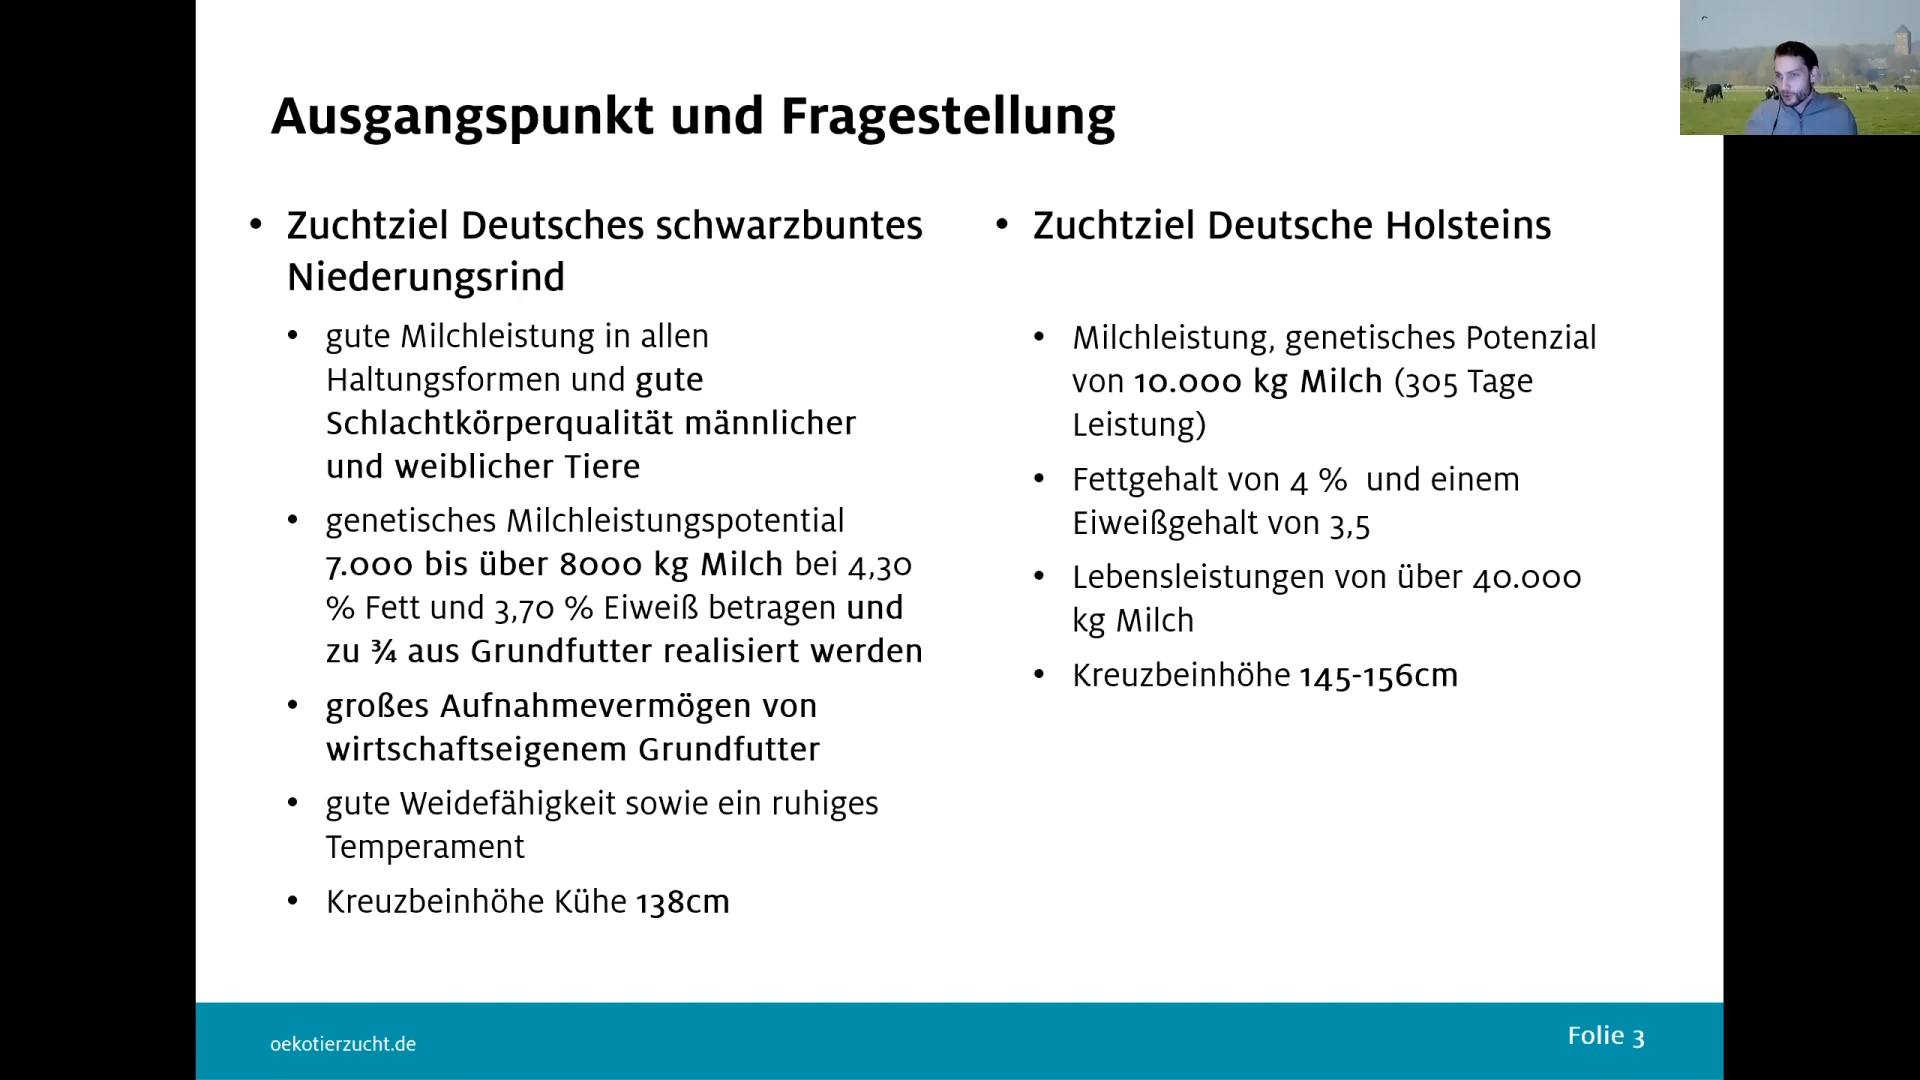 Ausgangspunkt und Fragestellung
• Zuchtziel Deutsches schwarzbuntes
Niederungsrind
• gute Milchleistung in allen
Haltungsformen und gute
Schlachtkörperqualität männlicher
und weiblicher Tiere
• genetisches Milchleistungspotential
7.000 bis über 8000 kg Milch bei 4,30
% Fett und 3,70 % Eiweiß betragen und
zu ¾ aus Grundfutter realisiert werden
• großes Aufnahmevermögen von
wirtschaftseigenem Grundfutter
• gute Weidefähigkeit sowie ein ruhiges
Temperament
• Kreuzbeinhöhe Kühe 138cm
• Zuchtziel Deutsche Holsteins
• Milchleistung, genetisches Potenzial
von 10.000 kg Milch (305 Tage
Leistung)
• Fettgehalt von 4 % und einem
Eiweißgehalt von 3,5
• Lebensleistungen von über 40.000
kg Milch
• Kreuzbeinhöhe 145-156cm
oekotierzucht.de
Folie 3